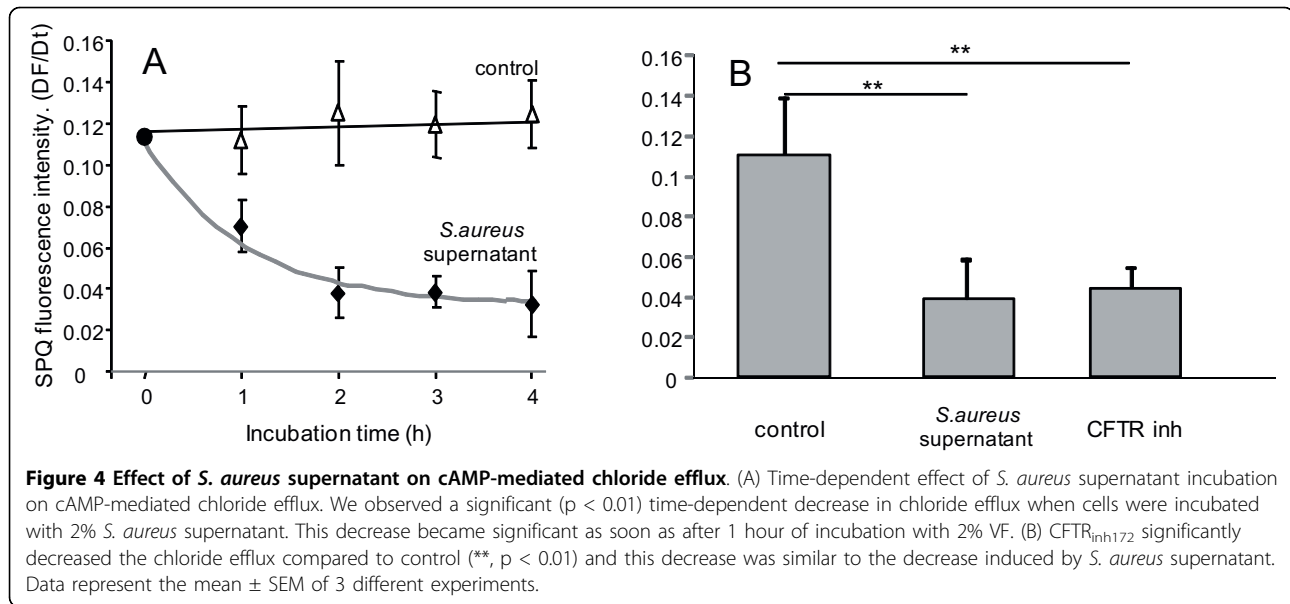 SPQ fluorescence intensity. (DF/Dt)
0.16
0.14
0.12
0.10
0.08
0.06
0.04
0.02
0
A
control
S.aureus
supernatant
0 1 2 3 4
Incubation time (h)
0.16
0.14
0.12
0.1
0.08
0.06
0.04
0.02
0
B
**
**
control
S.aureus
supernatant
CFTR inh
Figure 4 Effect of S. aureus supernatant on cAMP-mediated chloride efflux. (A) Time-dependent effect of S. aureus supernatant incubation
on cAMP-mediated chloride efflux. We observed a significant (p < 0.01) time-dependent decrease in chloride efflux when cells were incubated
with 2% S. aureus supernatant. This decrease became significant as soon as after 1 hour of incubation with 2% VF. (B) CFTRinh172 significantly
decreased the chloride efflux compared to control (**, p < 0.01) and this decrease was similar to the decrease induced by S. aureus supernatant.
Data represent the mean ± SEM of 3 different experiments.